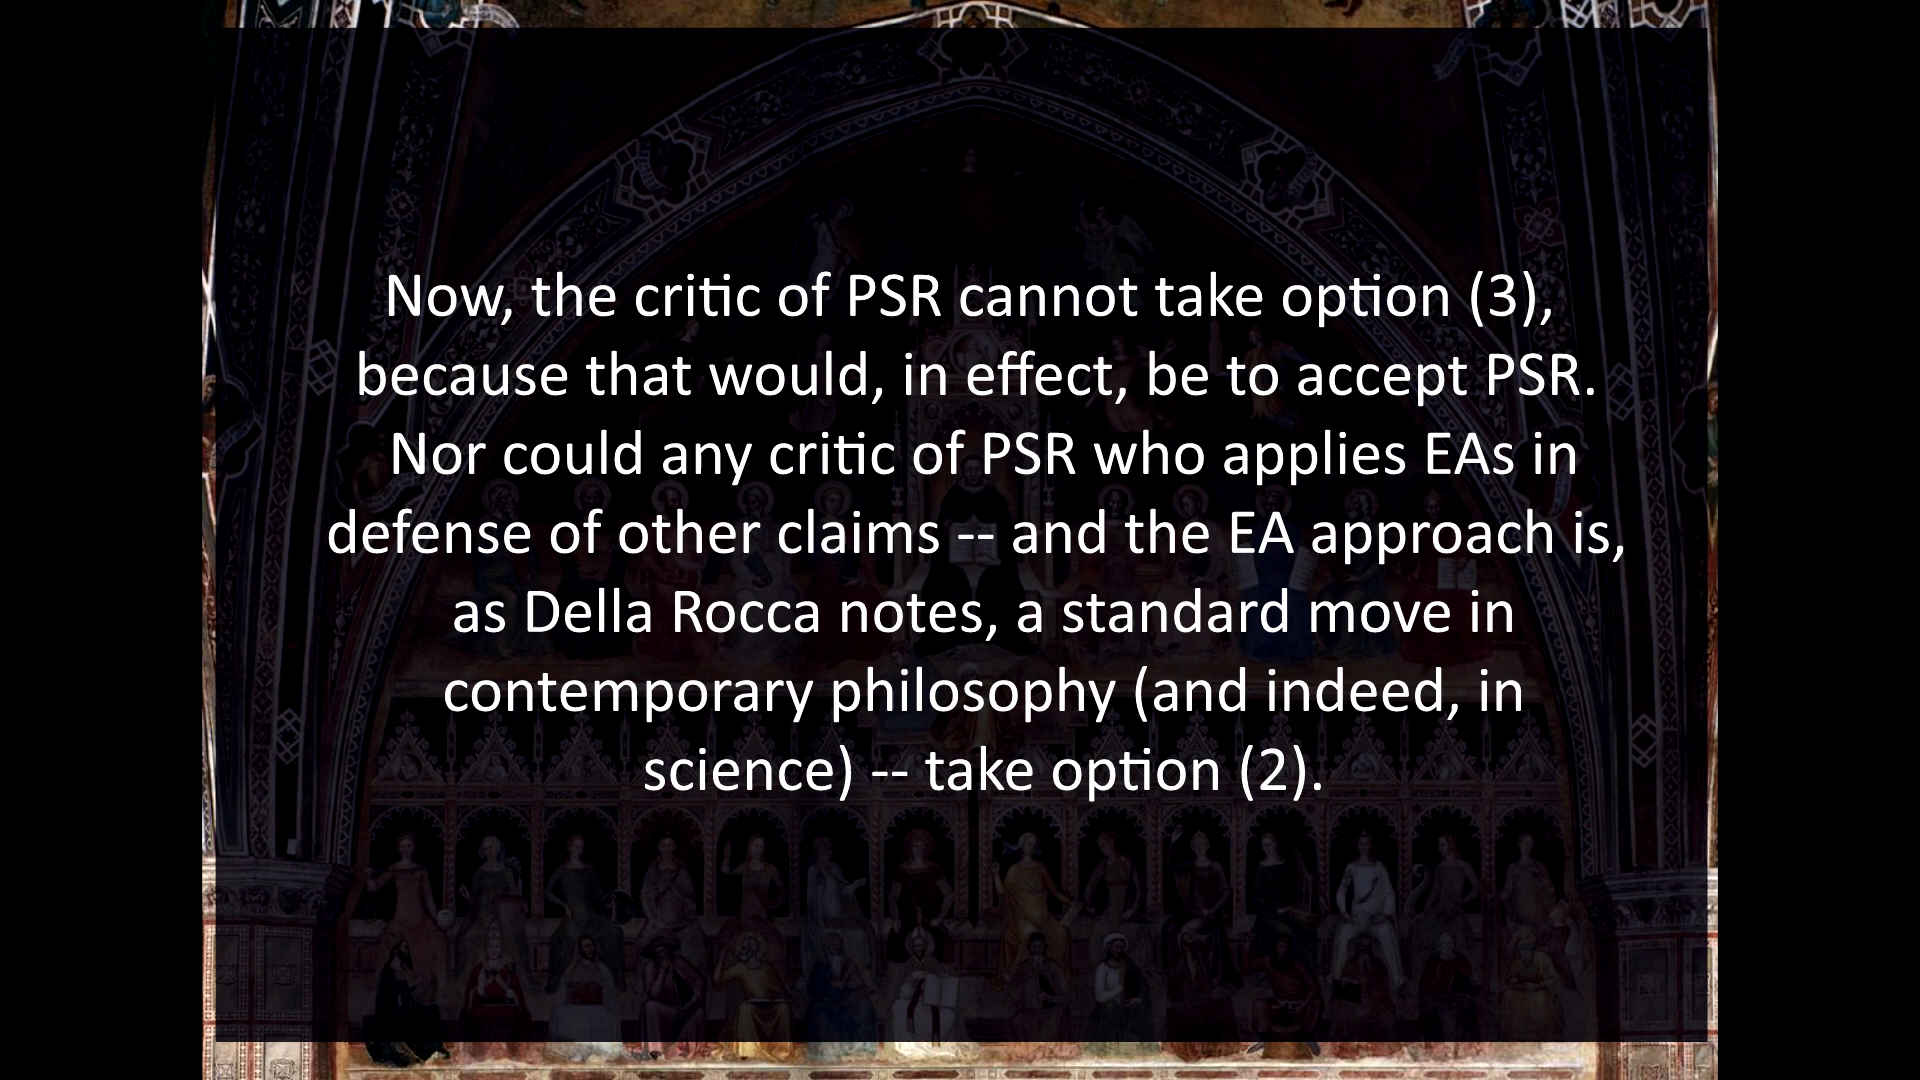 Now, the critic of PSR cannot take option (3),
because that would, in effect, be to accept PSR.
Nor could any critic of PSR who applies EAs in
defense of other claims -- and the EA approach is,
as Della Rocca notes, a standard move in
contemporary philosophy (and indeed, in
science) -- take option (2).